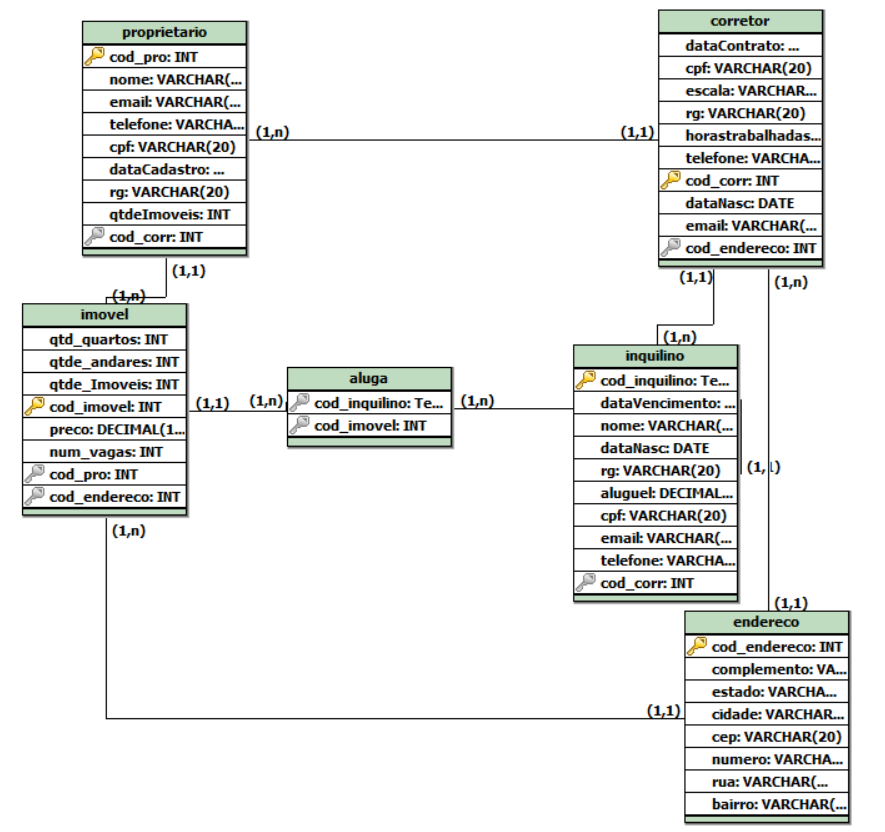 proprietario
cod_pro: INT
nome: VARCHAR(...
email: VARCHAR(...
telefone: VARCHA...
cpf: VARCHAR(20)
dataCadastro: ...
rg: VARCHAR(20)
qtdeImoveis: INT
cod_corr: INT
(1,n)
(1,1)
corretor
dataContrato: ...
cpf: VARCHAR(20)
escala: VARCHAR...
rg: VARCHAR(20)
horastrabalhadas...
telefone: VARCHA...
cod_corr: INT
dataNasc: DATE
email: VARCHAR(...
cod_endereco: INT
(1,1)
(1,n)
(1,1)
(1,n)
imovel
qtd_quartos: INT
qtde_andares: INT
qtde_Imoveis: INT
cod_imovel: INT
preco: DECIMAL(1...
num_vagas: INT
cod_pro: INT
cod_endereco: INT
(1,1)
(1,n)
aluga
cod_inquilino: Te...
cod_imovel: INT
(1,n)
(1,n)
inquilino
cod_inquilino: Te...
dataVencimento: ...
nome: VARCHAR(...
dataNasc: DATE
rg: VARCHAR(20)
aluguel: DECIMAL...
cpf: VARCHAR(20)
email: VARCHAR(...
telefone: VARCHA...
cod_corr: INT
(1,1)
(1,n)
(1,1)
(1,1)
endereco
cod_endereco: INT
complemento: VA...
estado: VARCHA...
cidade: VARCHAR...
cep: VARCHAR(20)
numero: VARCHA...
rua: VARCHAR(...
bairro: VARCHAR(...